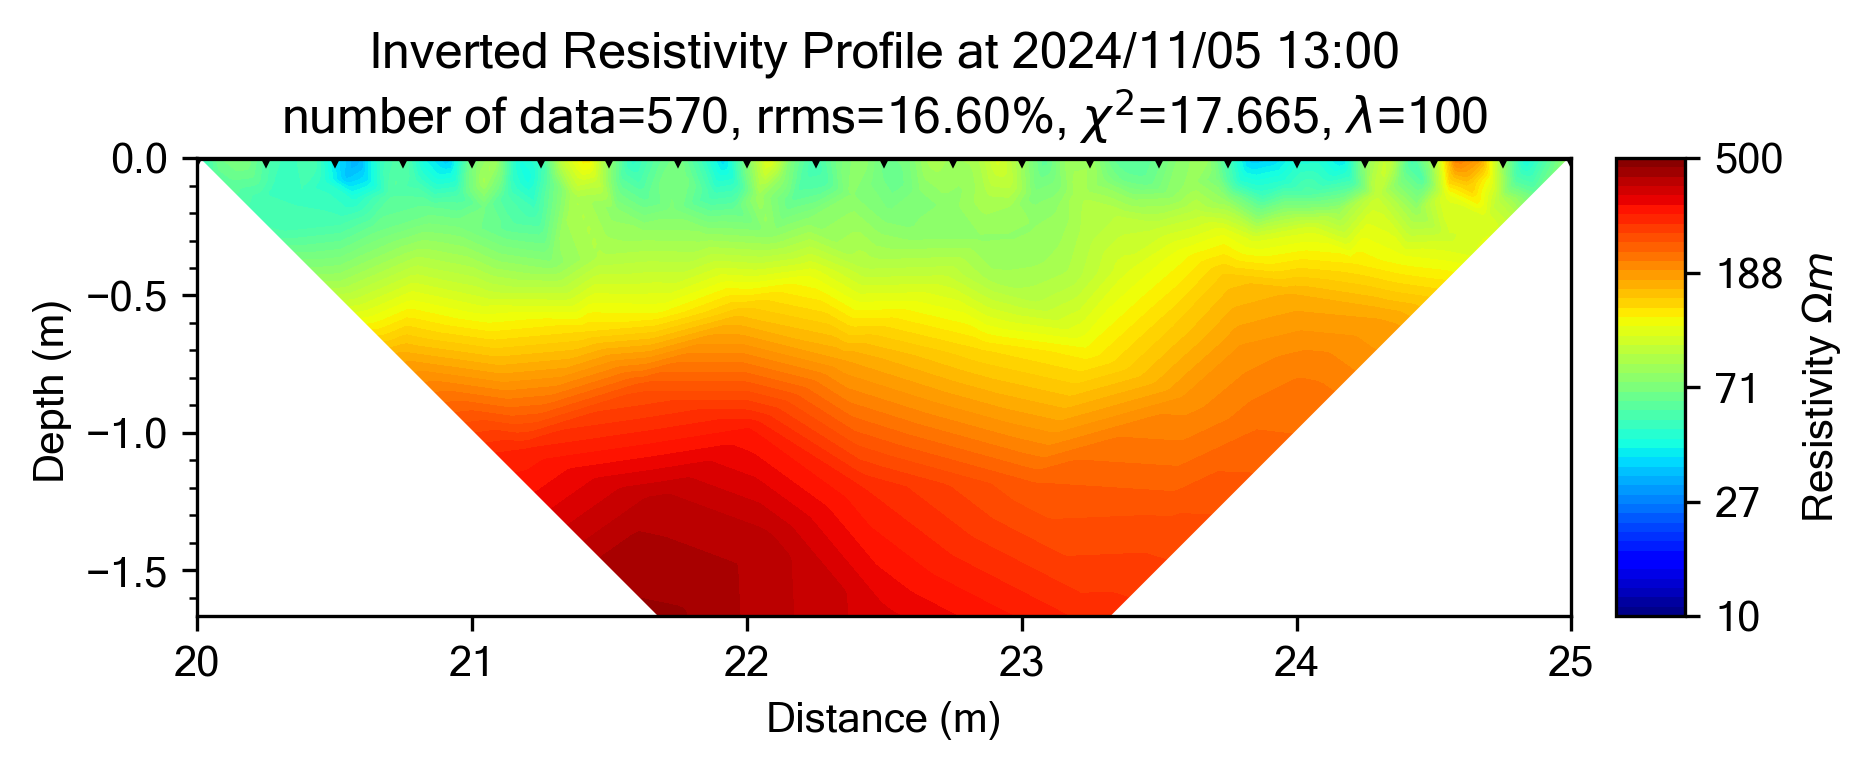 Inverted Resistivity Profile at 2024/11/05 13:00
number of data=570, rrms=16.60%, χ²=17.665, λ=100
0.0
−0.5
−1.0
−1.5
Depth (m)
20 21 22 23 24 25
Distance (m)
500
188
71
27
10
Resistivity Ωm